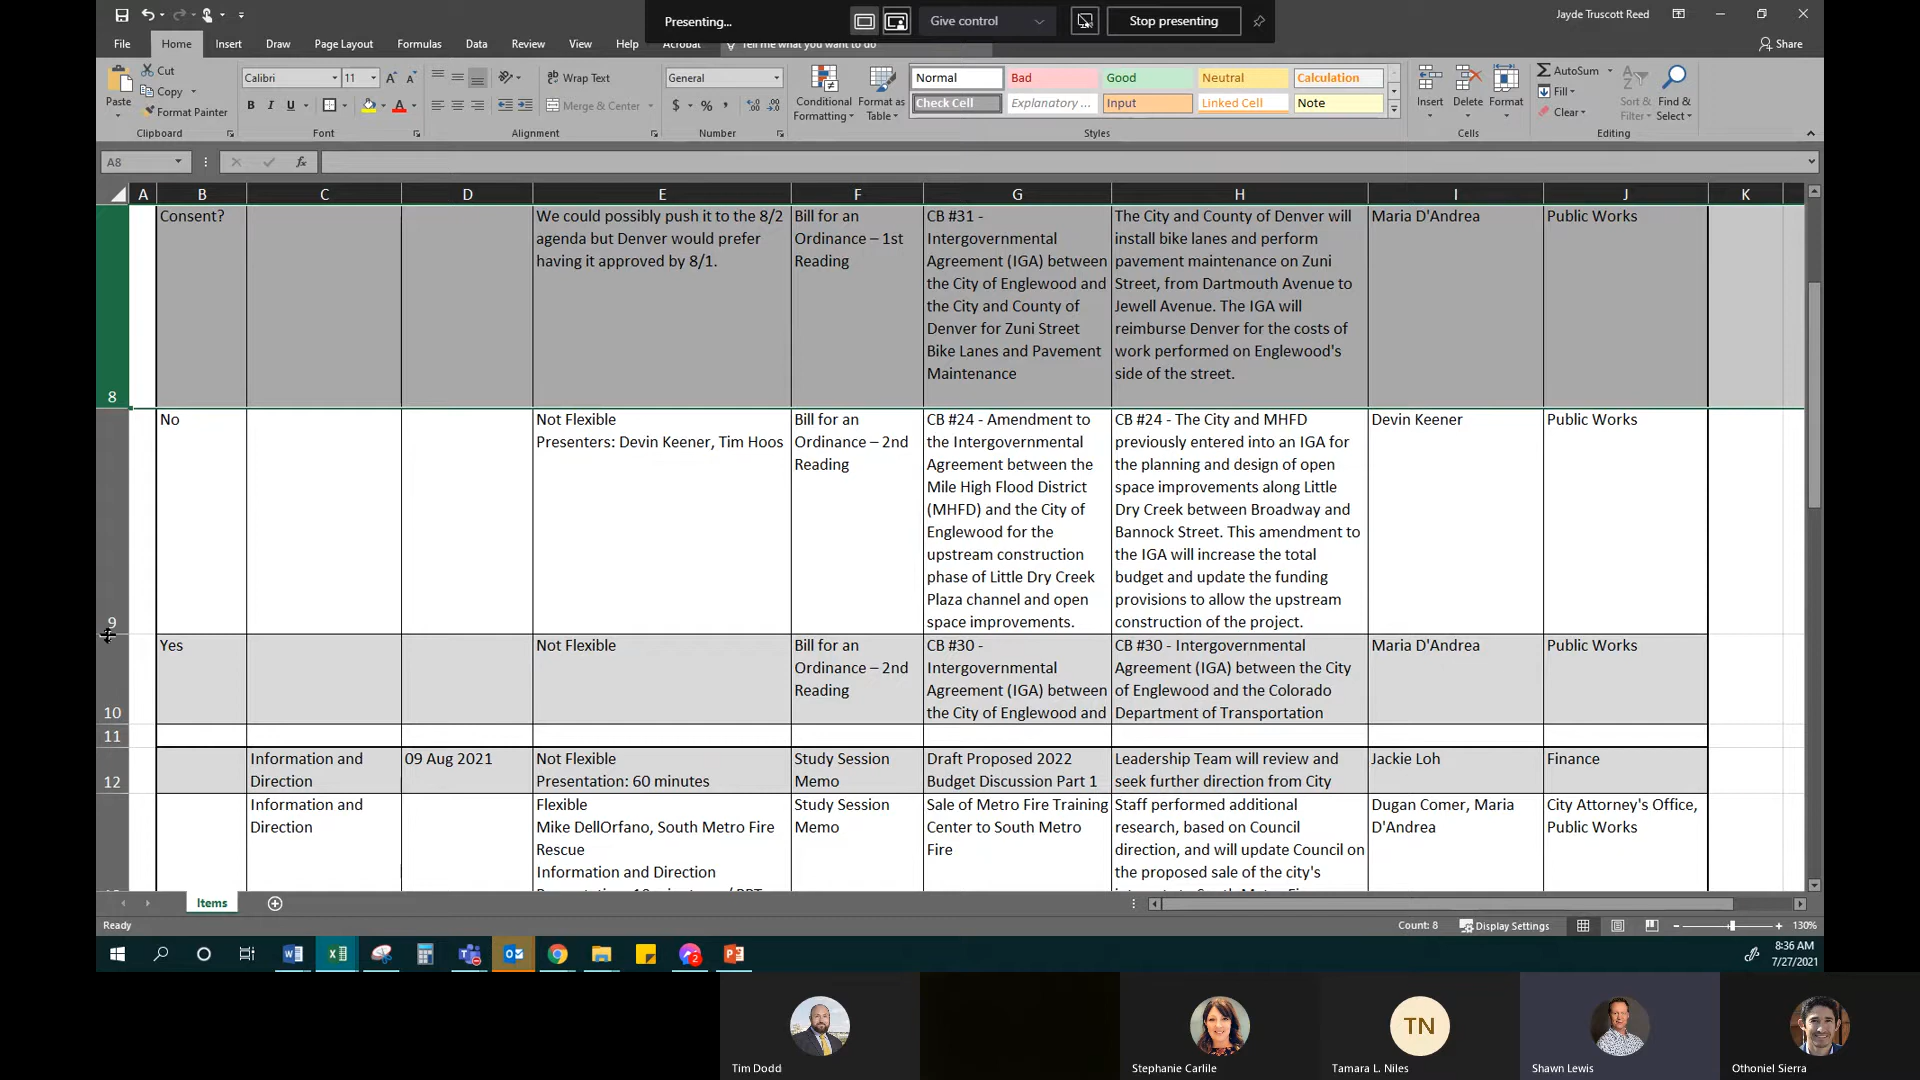 Presenting...
Give control
Stop presenting
Jayde Truscott Reed
File
Home
Insert
Draw
Page Layout
Formulas
Data
Review
View
Help
Acrobat
Tell me what you want to do
Share
Paste
Cut
Copy
Format Painter
Clipboard
Calibri
11
B I U
Font
Wrap Text
Merge & Center
Alignment
General
$ % ,
Number
Conditional
Formatting
Format as
Table
Normal
Bad
Good
Neutral
Calculation
Check Cell
Explanatory ...
Input
Linked Cell
Note
Styles
Insert
Delete
Format
Cells
AutoSum
Fill
Clear
Sort &
Filter
Find &
Select
Editing
A8
fx
A B C D E F G H I J K
8
Consent?
We could possibly push it to the 8/2
agenda but Denver would prefer
having it approved by 8/1.
Bill for an
Ordinance – 1st
Reading
CB #31 -
Intergovernmental
Agreement (IGA) between
the City of Englewood and
the City and County of
Denver for Zuni Street
Bike Lanes and Pavement
Maintenance
The City and County of Denver will
install bike lanes and perform
pavement maintenance on Zuni
Street, from Dartmouth Avenue to
Jewell Avenue. The IGA will
reimburse Denver for the costs of
work performed on Englewood's
side of the street.
Maria D'Andrea
Public Works
9
No
Not Flexible
Presenters: Devin Keener, Tim Hoos
Bill for an
Ordinance – 2nd
Reading
CB #24 - Amendment to
the Intergovernmental
Agreement between the
Mile High Flood District
(MHFD) and the City of
Englewood for the
upstream construction
phase of Little Dry Creek
Plaza channel and open
space improvements.
CB #24 - The City and MHFD
previously entered into an IGA for
the planning and design of open
space improvements along Little
Dry Creek between Broadway and
Bannock Street. This amendment to
the IGA will increase the total
budget and update the funding
provisions to allow the upstream
construction of the project.
Devin Keener
Public Works
10
Yes
Not Flexible
Bill for an
Ordinance – 2nd
Reading
CB #30 -
Intergovernmental
Agreement (IGA) between
the City of Englewood and
CB #30 - Intergovernmental
Agreement (IGA) between the City
of Englewood and the Colorado
Department of Transportation
Maria D'Andrea
Public Works
11
12
Information and
Direction
09 Aug 2021
Not Flexible
Presentation: 60 minutes
Study Session
Memo
Draft Proposed 2022
Budget Discussion Part 1
Leadership Team will review and
seek further direction from City
Jackie Loh
Finance
Information and
Direction
Flexible
Mike DellOrfano, South Metro Fire
Rescue
Information and Direction
Study Session
Memo
Sale of Metro Fire Training
Center to South Metro
Fire
Staff performed additional
research, based on Council
direction, and will update Council on
the proposed sale of the city's
Dugan Comer, Maria
D'Andrea
City Attorney's Office,
Public Works
Items
Ready
Count: 8
Display Settings
130%
2
8:36 AM
7/27/2021
Tim Dodd
Stephanie Carlile
TN
Tamara L. Niles
Shawn Lewis
Othoniel Sierra